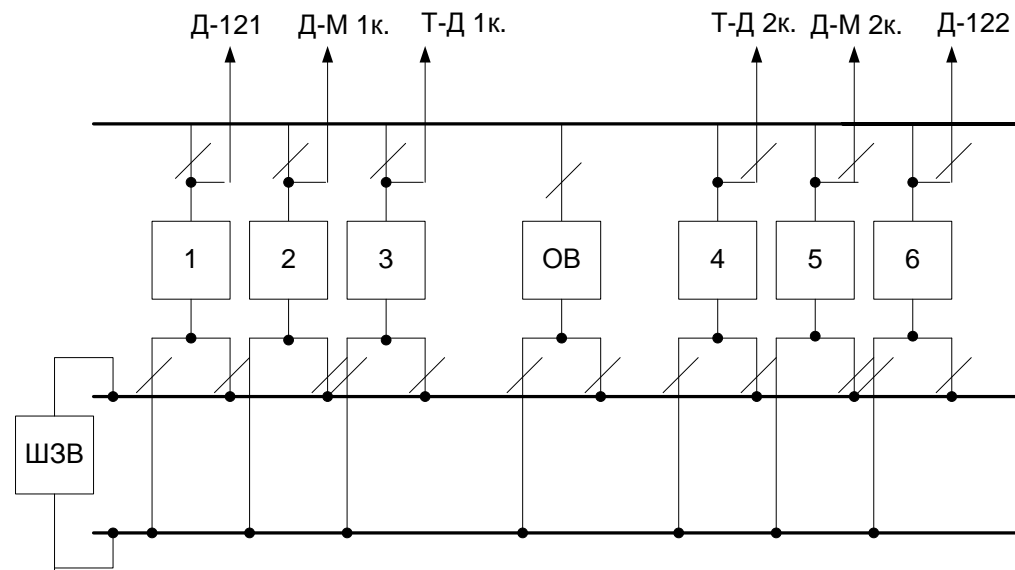 Д-121 Д-М 1к. Т-Д 1к. Т-Д 2к. Д-М 2к. Д-122
1 2 3 ОВ 4 5 6
ШЗВ